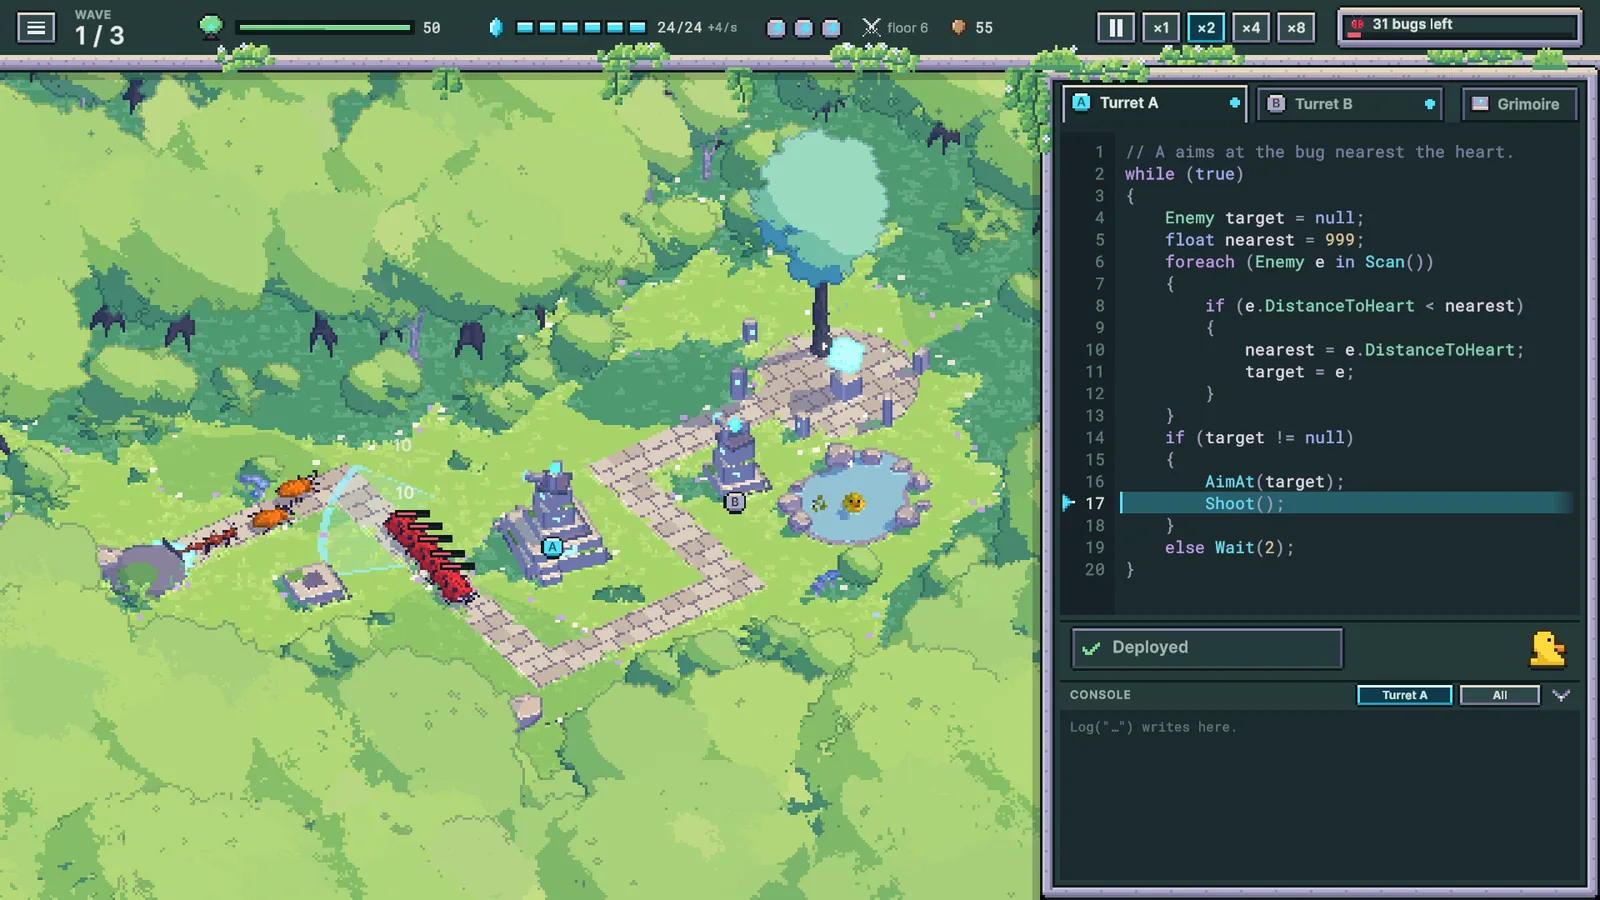 WAVE
1 / 3
50
24/24 +4/s
floor 6
55
×1
×2
×4
×8
31 bugs left
A Turret A
B Turret B
Grimoire
1 // A aims at the bug nearest the heart.
2 while (true)
3 {
4 Enemy target = null;
5 float nearest = 999;
6 foreach (Enemy e in Scan())
7 {
8 if (e.DistanceToHeart < nearest)
9 {
10 nearest = e.DistanceToHeart;
11 target = e;
12 }
13 }
14 if (target != null)
15 {
16 AimAt(target);
17 Shoot();
18 }
19 else Wait(2);
20 }
10
10
A
B
Deployed
CONSOLE
Turret A
All
Log("…") writes here.